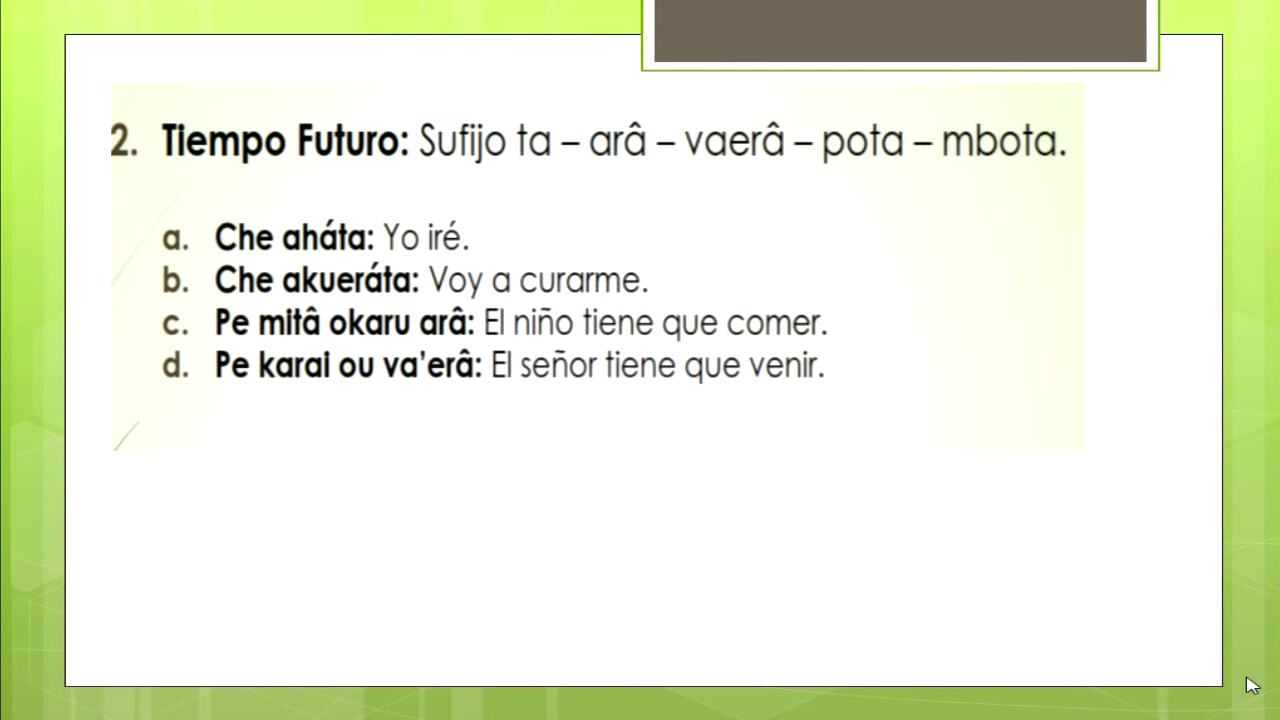 2. Tiempo Futuro: Sufijo ta – arâ – vaerâ – pota – mbota.
a. Che aháta: Yo iré.
b. Che akueráta: Voy a curarme.
c. Pe mitâ okaru arâ: El niño tiene que comer.
d. Pe karai ou va’erâ: El señor tiene que venir.